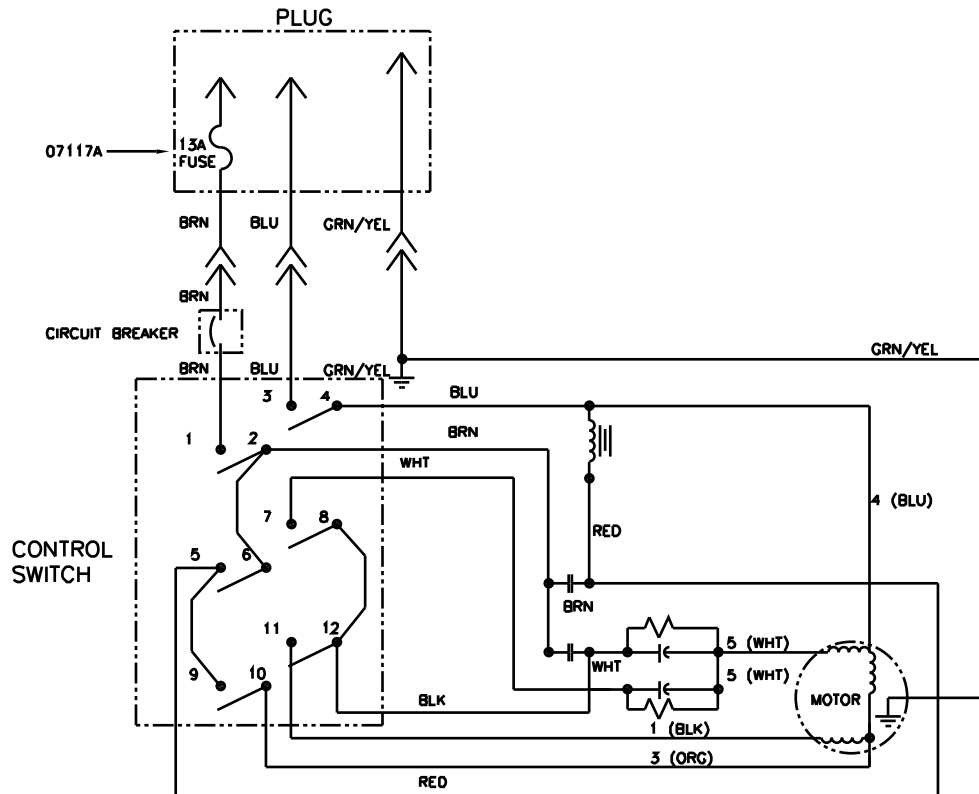 PLUG
07117A
13A
FUSE
BRN
BLU
GRN/YEL
BRN
CIRCUIT BREAKER
BRN
BLU
GRN/YEL
GRN/YEL
3
4
BLU
1
2
BRN
WHT
4 (BLU)
7
8
RED
CONTROL
SWITCH
5
6
BRN
11
12
5 (WHT)
WHT
5 (WHT)
9
10
BLK
MOTOR
1 (BLK)
3 (ORG)
RED